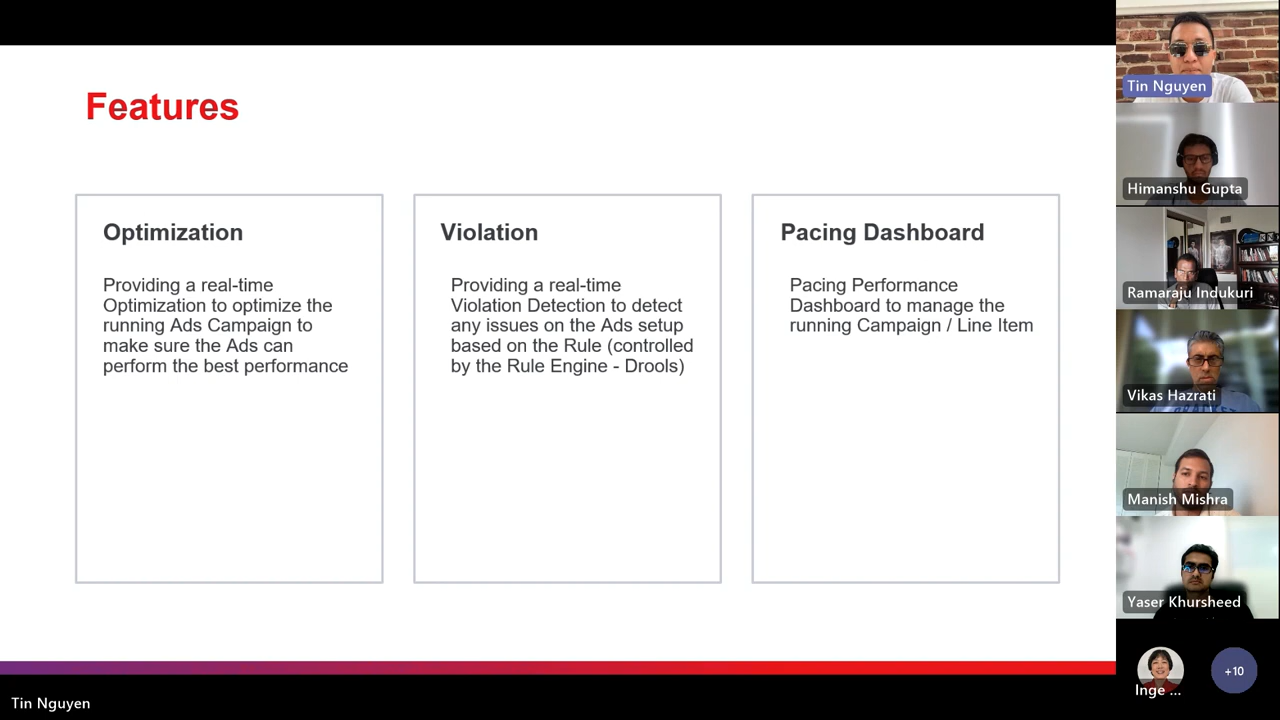 Features
Optimization
Providing a real-time
Optimization to optimize the
running Ads Campaign to
make sure the Ads can
perform the best performance
Violation
Providing a real-time
Violation Detection to detect
any issues on the Ads setup
based on the Rule (controlled
by the Rule Engine - Drools)
Pacing Dashboard
Pacing Performance
Dashboard to manage the
running Campaign / Line Item
Tin Nguyen
Himanshu Gupta
Ramaraju Indukuri
Vikas Hazrati
Manish Mishra
Yaser Khursheed
Inge ...
+10
Tin Nguyen